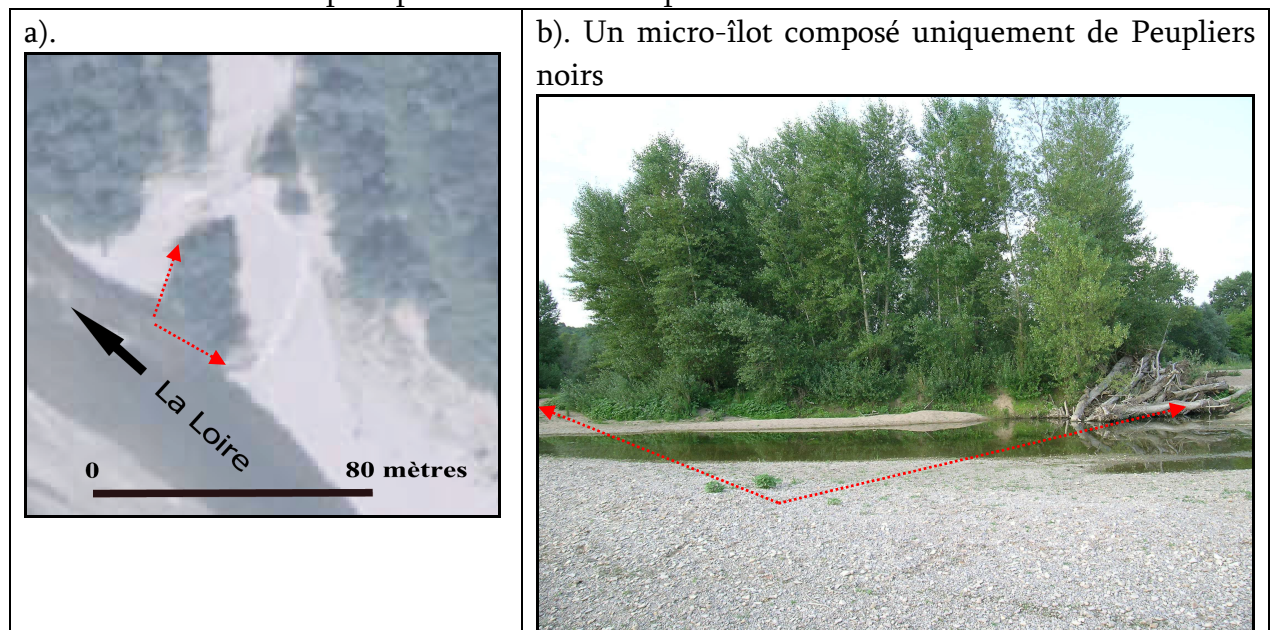 a).
La Loire
0 80 mètres
b). Un micro-îlot composé uniquement de Peupliers
noirs